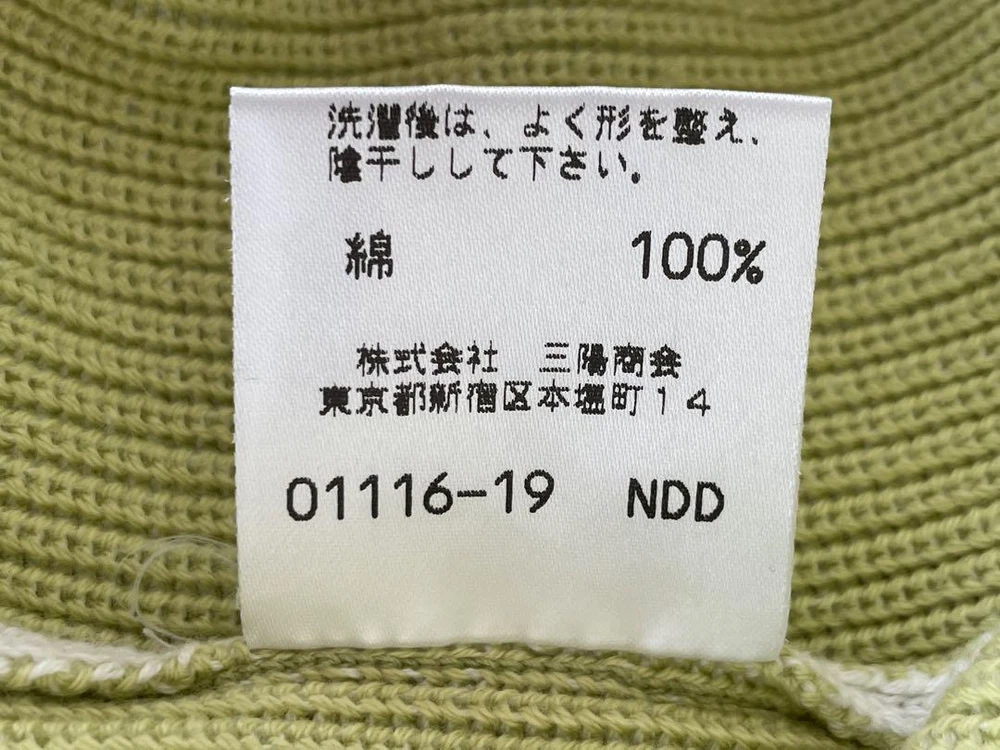 洗濯後は、よく形を整え、
陰干しして下さい。
綿 100%
株式会社 三陽商会
東京都新宿区本塩町14
01116-19 NDD